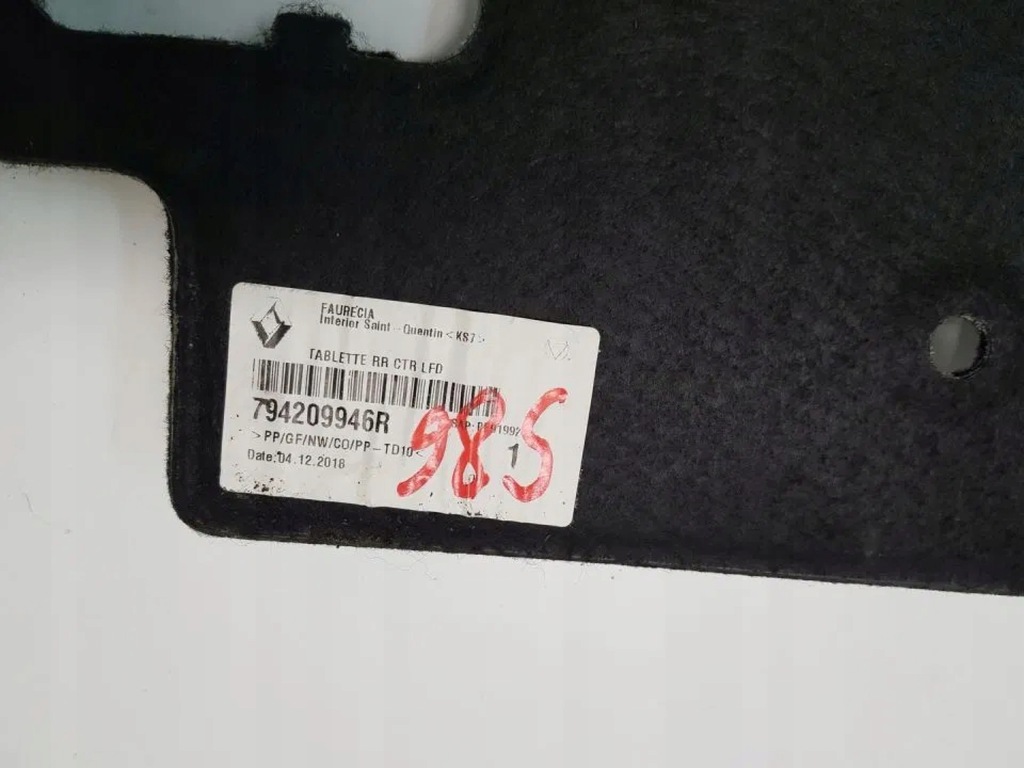 FAURECIA
Interior Saint - Quentin <K87>
TABLETTE RR CTR LFD
794209946R
>PP/GF/NW/CO/PP-TD10<
1
Date:04.12.2018
985